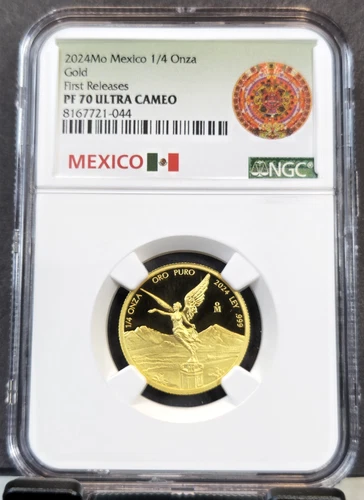 2024Mo Mexico 1/4 Onza
Gold
First Releases
PF 70 ULTRA CAMEO
8167721-044
MEXICO
NGC
1/4 ONZA ORO PURO 2024 LEY .999
Mo